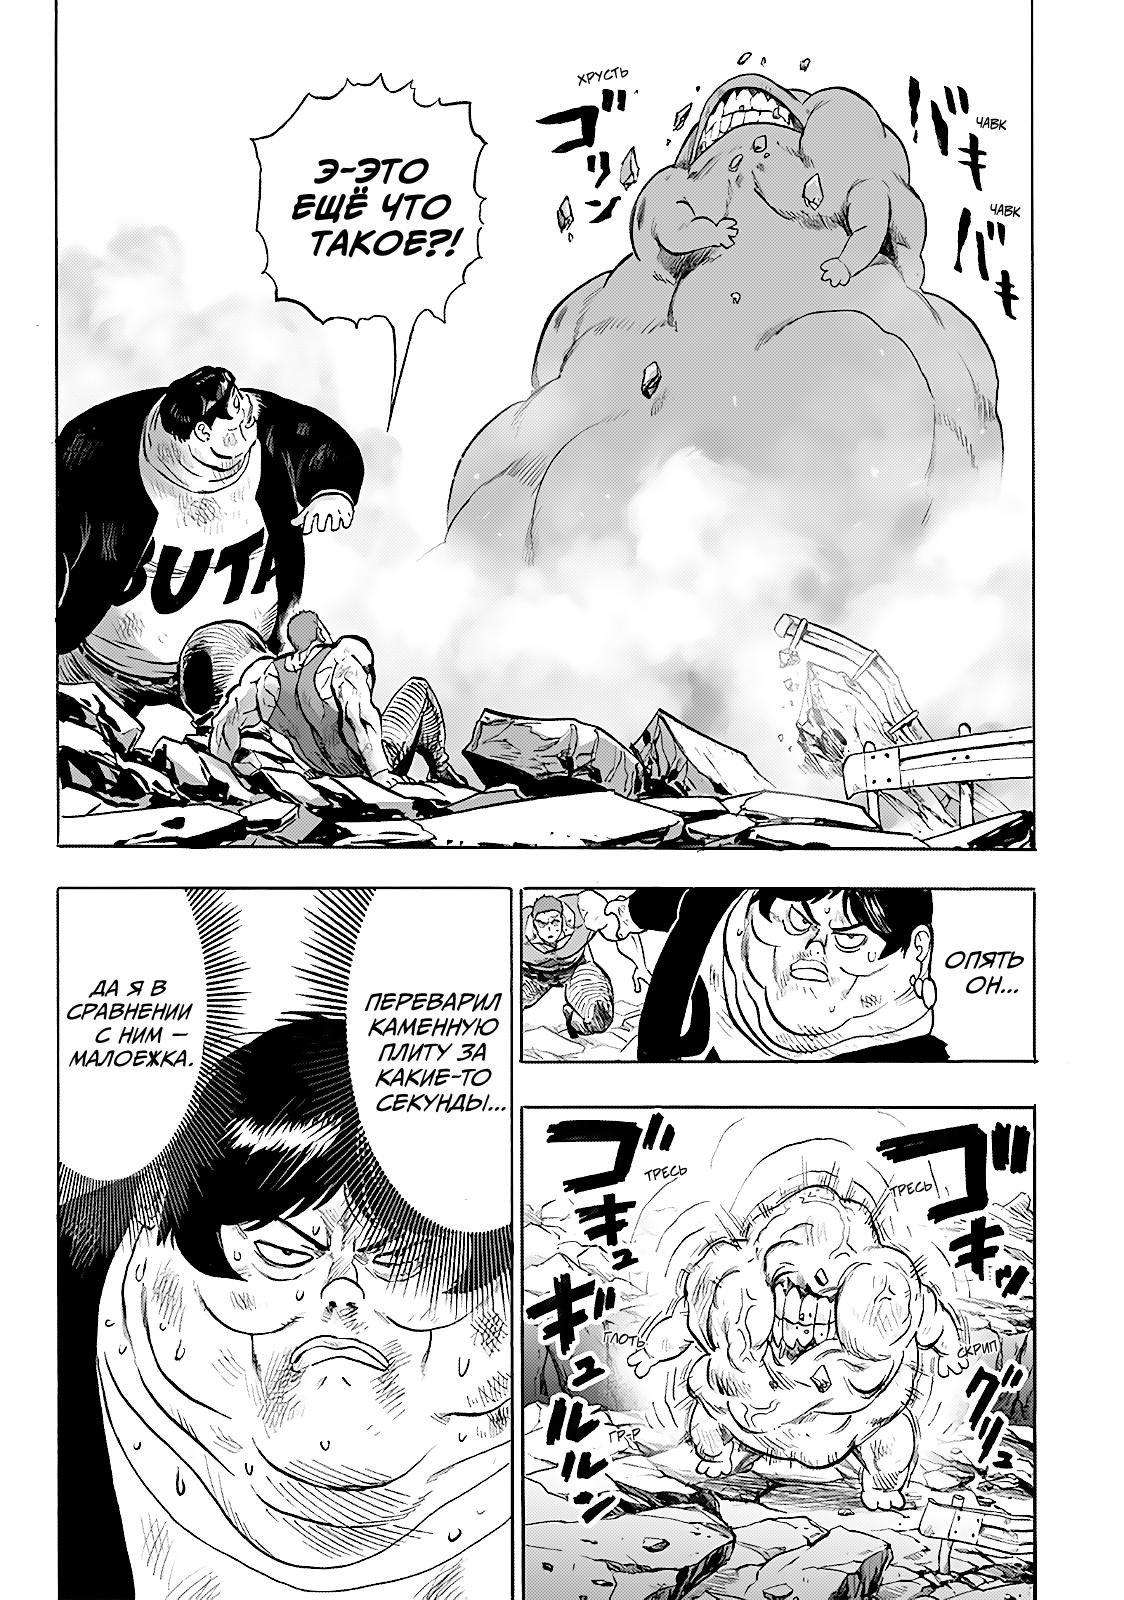 バキ
ЧАВК
バキ
ЧАВК
ХРУСТЬ
ゴリン
Э-ЭТО
ЕЩЁ ЧТО
ТАКОЕ?!
BUTA
ОПЯТЬ
ОН...
ゴキッ
ТРЕСЬ
ゴキュ
ТРЕСЬ
ギュルルルン
ГЛОТЬ
ГР-Р
グリュ
СКРИП
ПЕРЕВАРИЛ
КАМЕННУЮ
ПЛИТУ ЗА
КАКИЕ-ТО
СЕКУНДЫ...
ДА Я В
СРАВНЕНИИ
С НИМ —
МАЛОЕЖКА.